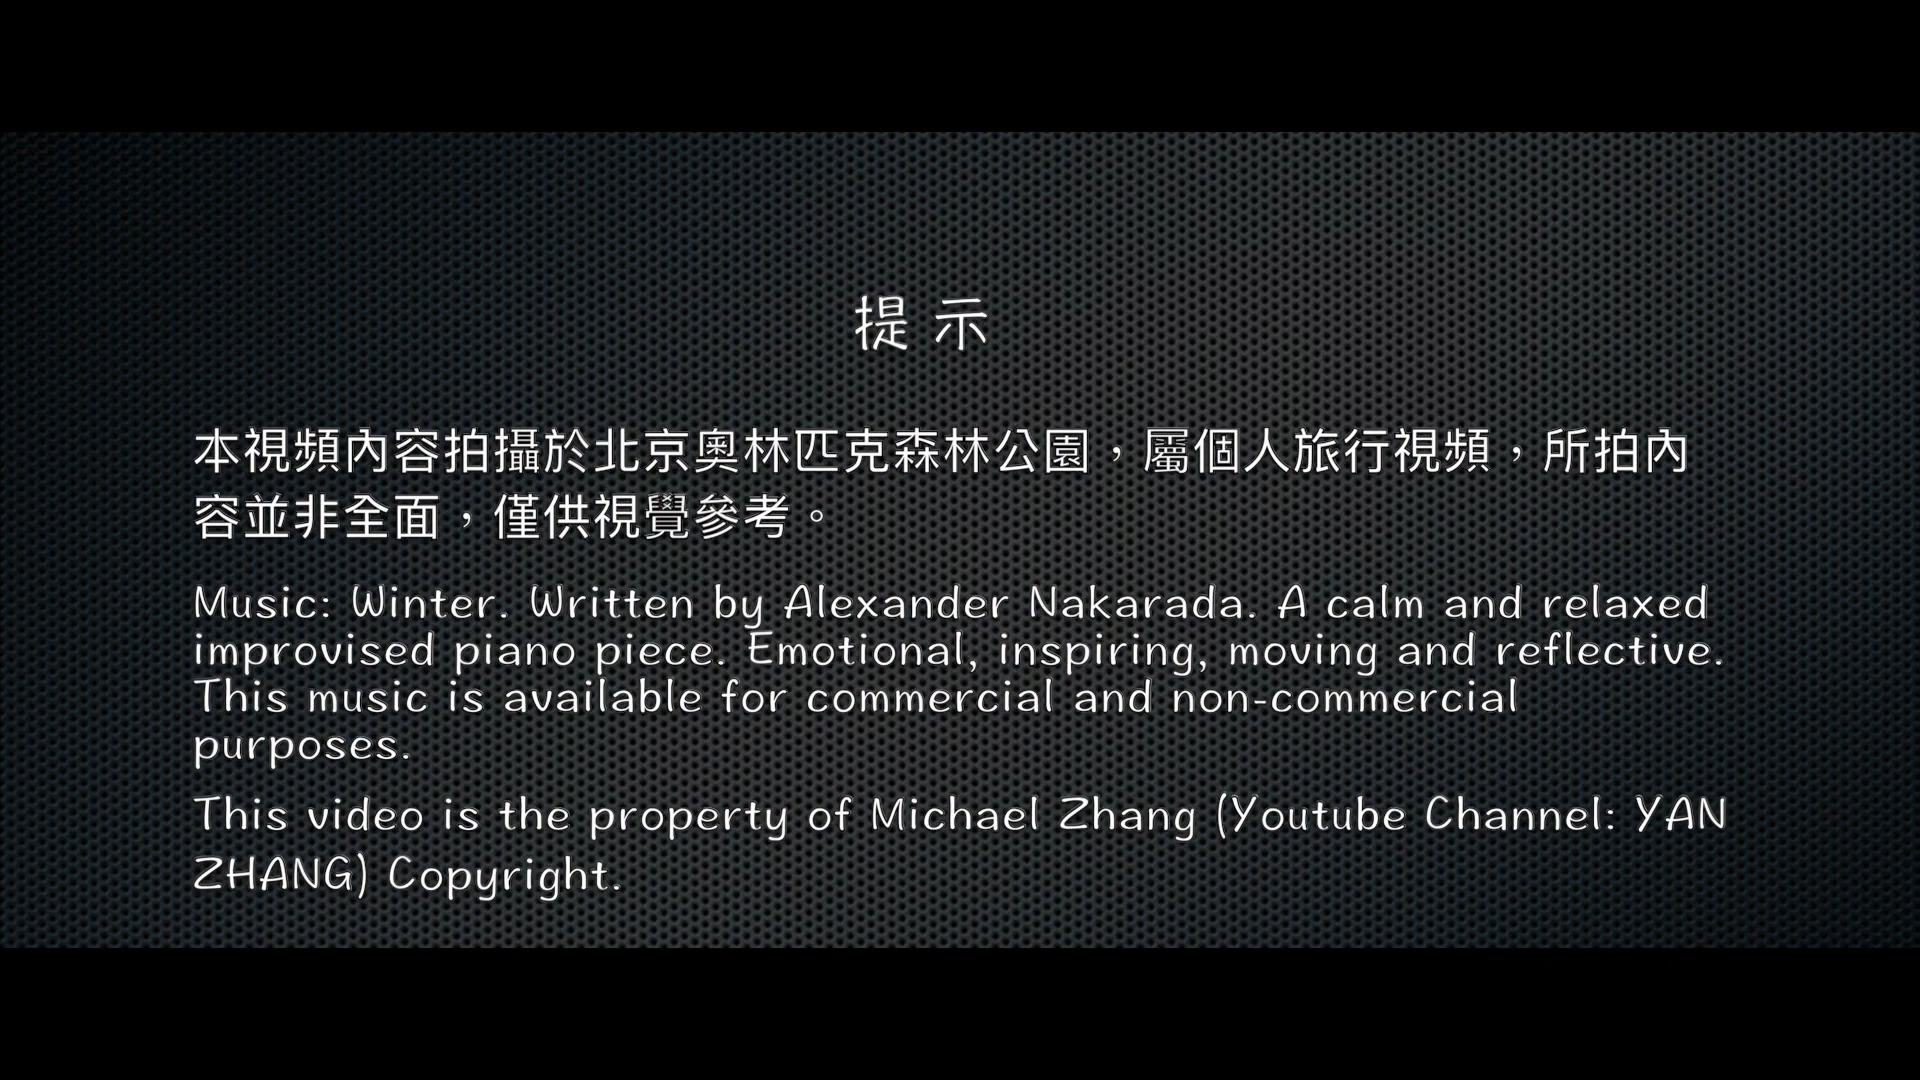 提示
本視頻內容拍攝於北京奧林匹克森林公園，屬個人旅行視頻，所拍內
容並非全面，僅供視覺參考。
Music: Winter. Written by Alexander Nakarada. A calm and relaxed
improvised piano piece. Emotional, inspiring, moving and reflective.
This music is available for commercial and non-commercial
purposes.
This video is the property of Michael Zhang (Youtube Channel: YAN
ZHANG) Copyright.